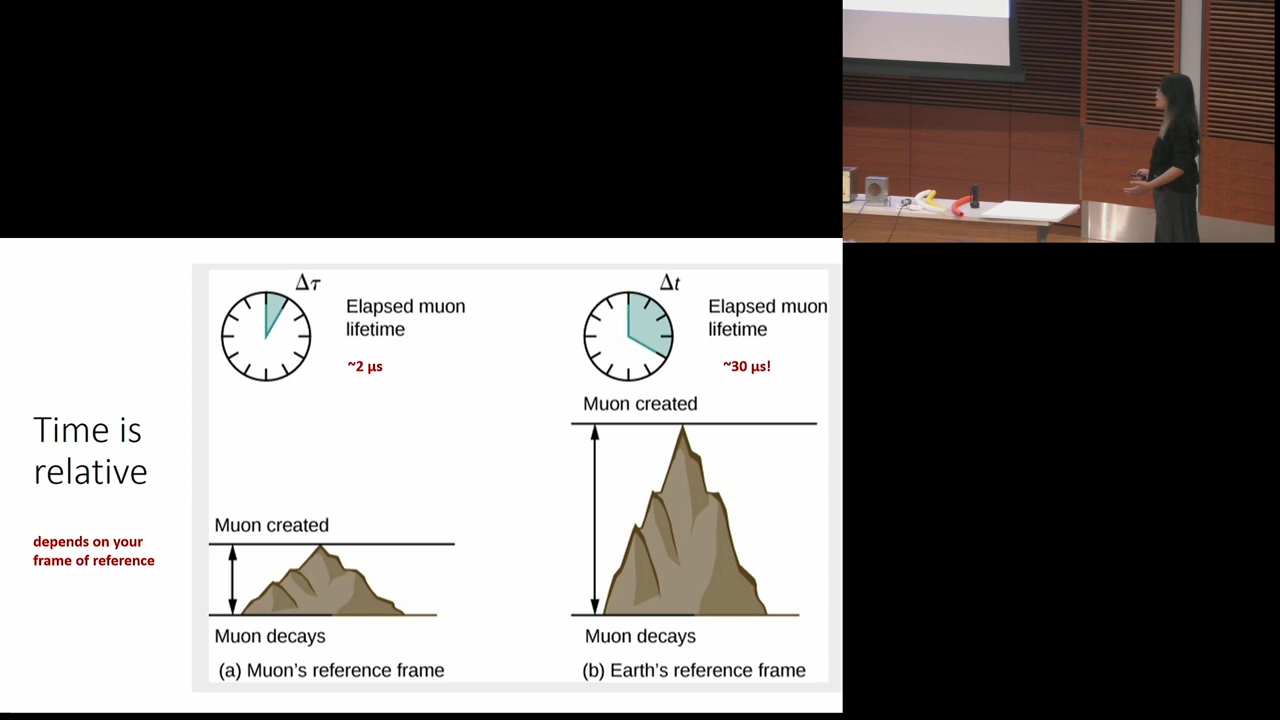 Time is
relative
depends on your
frame of reference
Δτ
Elapsed muon
lifetime
~2 µs
Muon created
Muon decays
(a) Muon's reference frame
Δt
Elapsed muon
lifetime
~30 µs!
Muon created
Muon decays
(b) Earth's reference frame